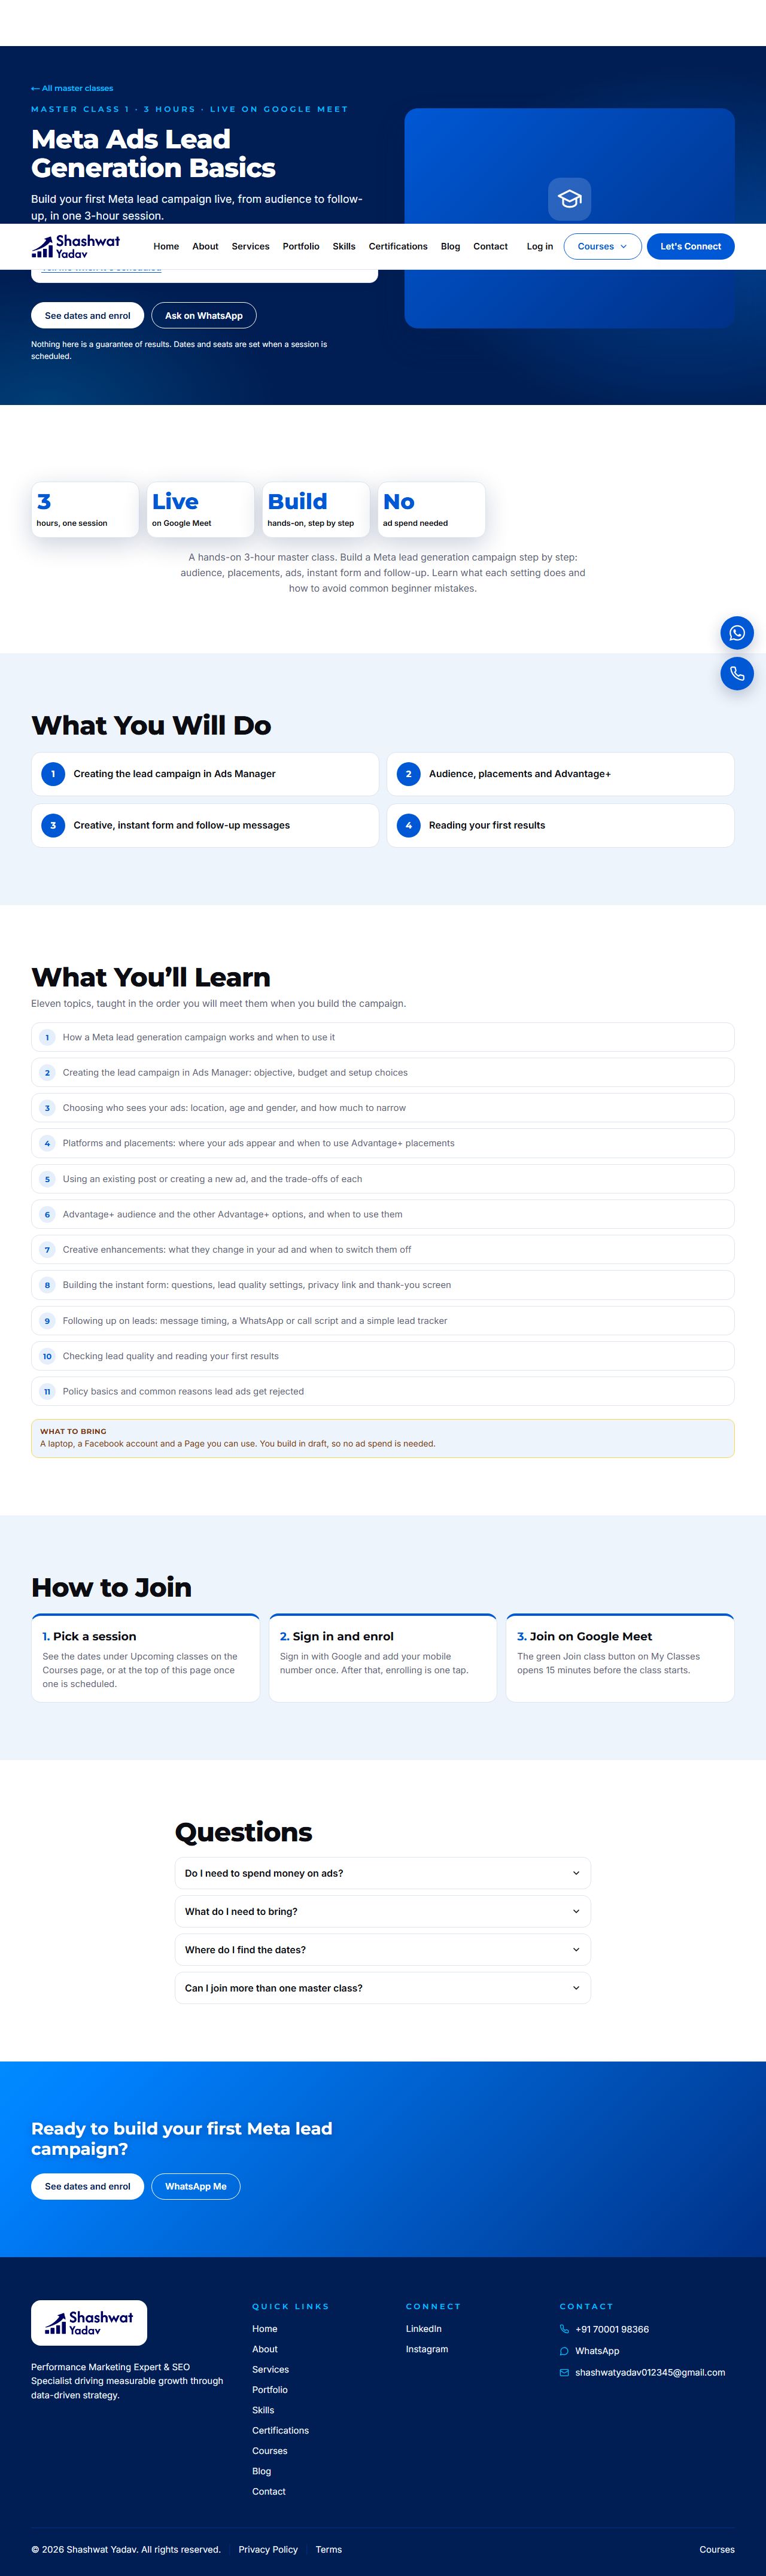 ← All master classes
MASTER CLASS 1 · 3 HOURS · LIVE ON GOOGLE MEET
Meta Ads Lead
Generation Basics
Build your first Meta lead campaign live, from audience to follow-
up, in one 3-hour session.
Shashwat
Yadav
Home
About
Services
Portfolio
Skills
Certifications
Blog
Contact
Log in
Courses
Let's Connect
See dates and enrol
Ask on WhatsApp
Nothing here is a guarantee of results. Dates and seats are set when a session is
scheduled.
3
hours, one session
Live
on Google Meet
Build
hands-on, step by step
No
ad spend needed
A hands-on 3-hour master class. Build a Meta lead generation campaign step by step:
audience, placements, ads, instant form and follow-up. Learn what each setting does and
how to avoid common beginner mistakes.
What You Will Do
1 Creating the lead campaign in Ads Manager
2 Audience, placements and Advantage+
3 Creative, instant form and follow-up messages
4 Reading your first results
What You’ll Learn
Eleven topics, taught in the order you will meet them when you build the campaign.
1 How a Meta lead generation campaign works and when to use it
2 Creating the lead campaign in Ads Manager: objective, budget and setup choices
3 Choosing who sees your ads: location, age and gender, and how much to narrow
4 Platforms and placements: where your ads appear and when to use Advantage+ placements
5 Using an existing post or creating a new ad, and the trade-offs of each
6 Advantage+ audience and the other Advantage+ options, and when to use them
7 Creative enhancements: what they change in your ad and when to switch them off
8 Building the instant form: questions, lead quality settings, privacy link and thank-you screen
9 Following up on leads: message timing, a WhatsApp or call script and a simple lead tracker
10 Checking lead quality and reading your first results
11 Policy basics and common reasons lead ads get rejected
WHAT TO BRING
A laptop, a Facebook account and a Page you can use. You build in draft, so no ad spend is needed.
How to Join
1. Pick a session
See the dates under Upcoming classes on the
Courses page, or at the top of this page once
one is scheduled.
2. Sign in and enrol
Sign in with Google and add your mobile
number once. After that, enrolling is one tap.
3. Join on Google Meet
The green Join class button on My Classes
opens 15 minutes before the class starts.
Questions
Do I need to spend money on ads?
What do I need to bring?
Where do I find the dates?
Can I join more than one master class?
Ready to build your first Meta lead
campaign?
See dates and enrol
WhatsApp Me
Shashwat
Yadav
Performance Marketing Expert & SEO
Specialist driving measurable growth through
data-driven strategy.
QUICK LINKS
Home
About
Services
Portfolio
Skills
Certifications
Courses
Blog
Contact
CONNECT
LinkedIn
Instagram
CONTACT
+91 70001 98366
WhatsApp
shashwatyadav012345@gmail.com
© 2026 Shashwat Yadav. All rights reserved.
Privacy Policy
Terms
Courses